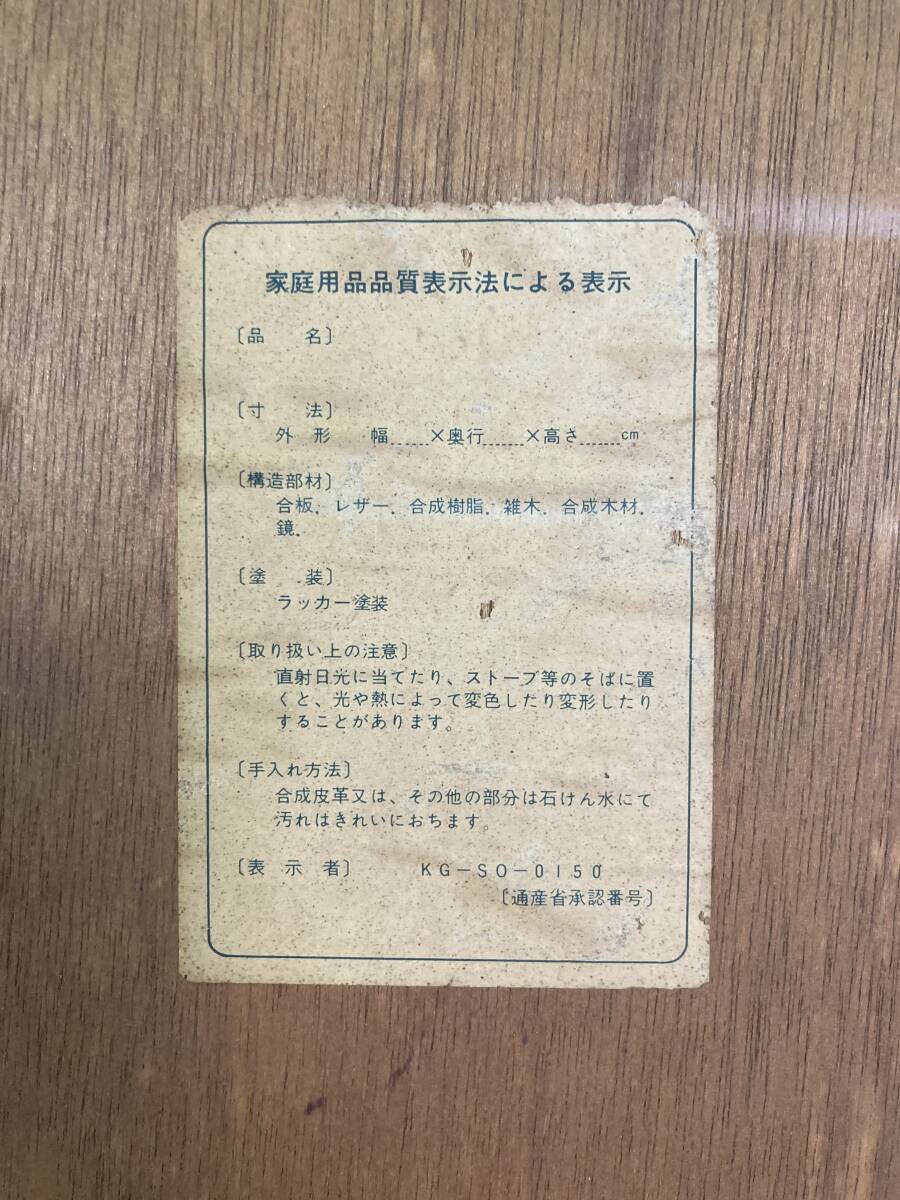 家庭用品品質表示法による表示
〔品　名〕
〔寸　法〕
外 形　幅……×奥行……×高さ……cm
〔構造部材〕
合板．レザー．合成樹脂．雑木．合成木材．
鏡．
〔塗　装〕
ラッカー塗装
〔取り扱い上の注意〕
直射日光に当てたり、ストーブ等のそばに置
くと、光や熱によって変色したり変形したり
することがあります。
〔手入れ方法〕
合成皮革又は、その他の部分は石けん水にて
汚れはきれいにおちます。
〔表 示 者〕　KG－SO－0150
〔通産省承認番号〕